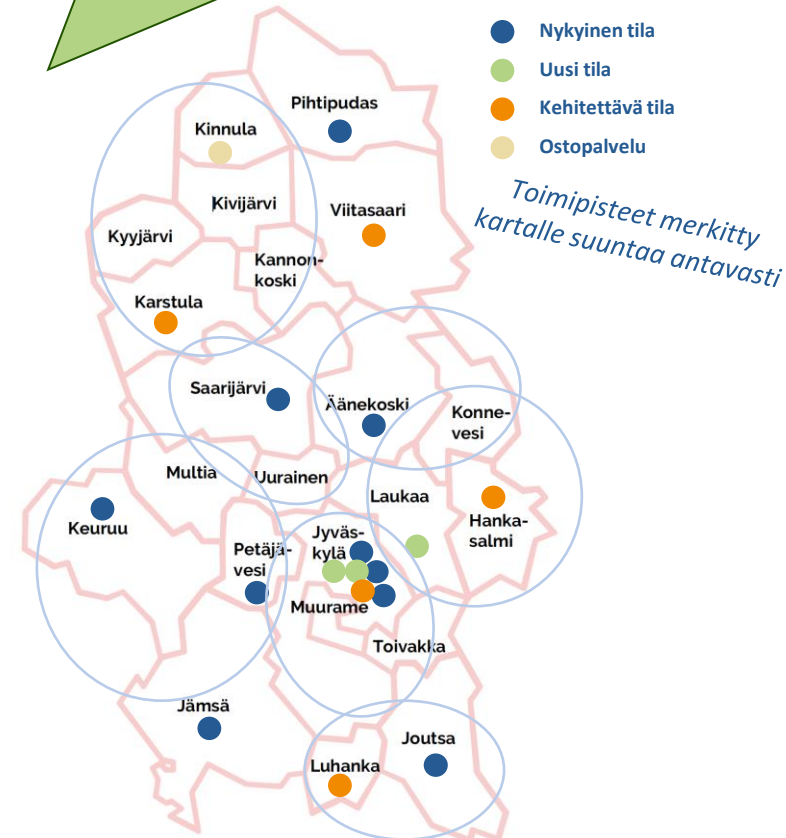 Nykyinen tila
Uusi tila
Kehitettävä tila
Ostopalvelu
Toimipisteet merkitty
kartalle suuntaa antavasti
Pihtipudas
Kinnula
Kivijärvi
Viitasaari
Kyyjärvi
Kannon-
koski
Karstula
Saarijärvi
Äänekoski
Konne-
vesi
Multia
Uurainen
Laukaa
Keuruu
Hanka-
salmi
Jyväs-
kylä
Petäjä-
vesi
Muurame
Toivakka
Jämsä
Joutsa
Luhanka